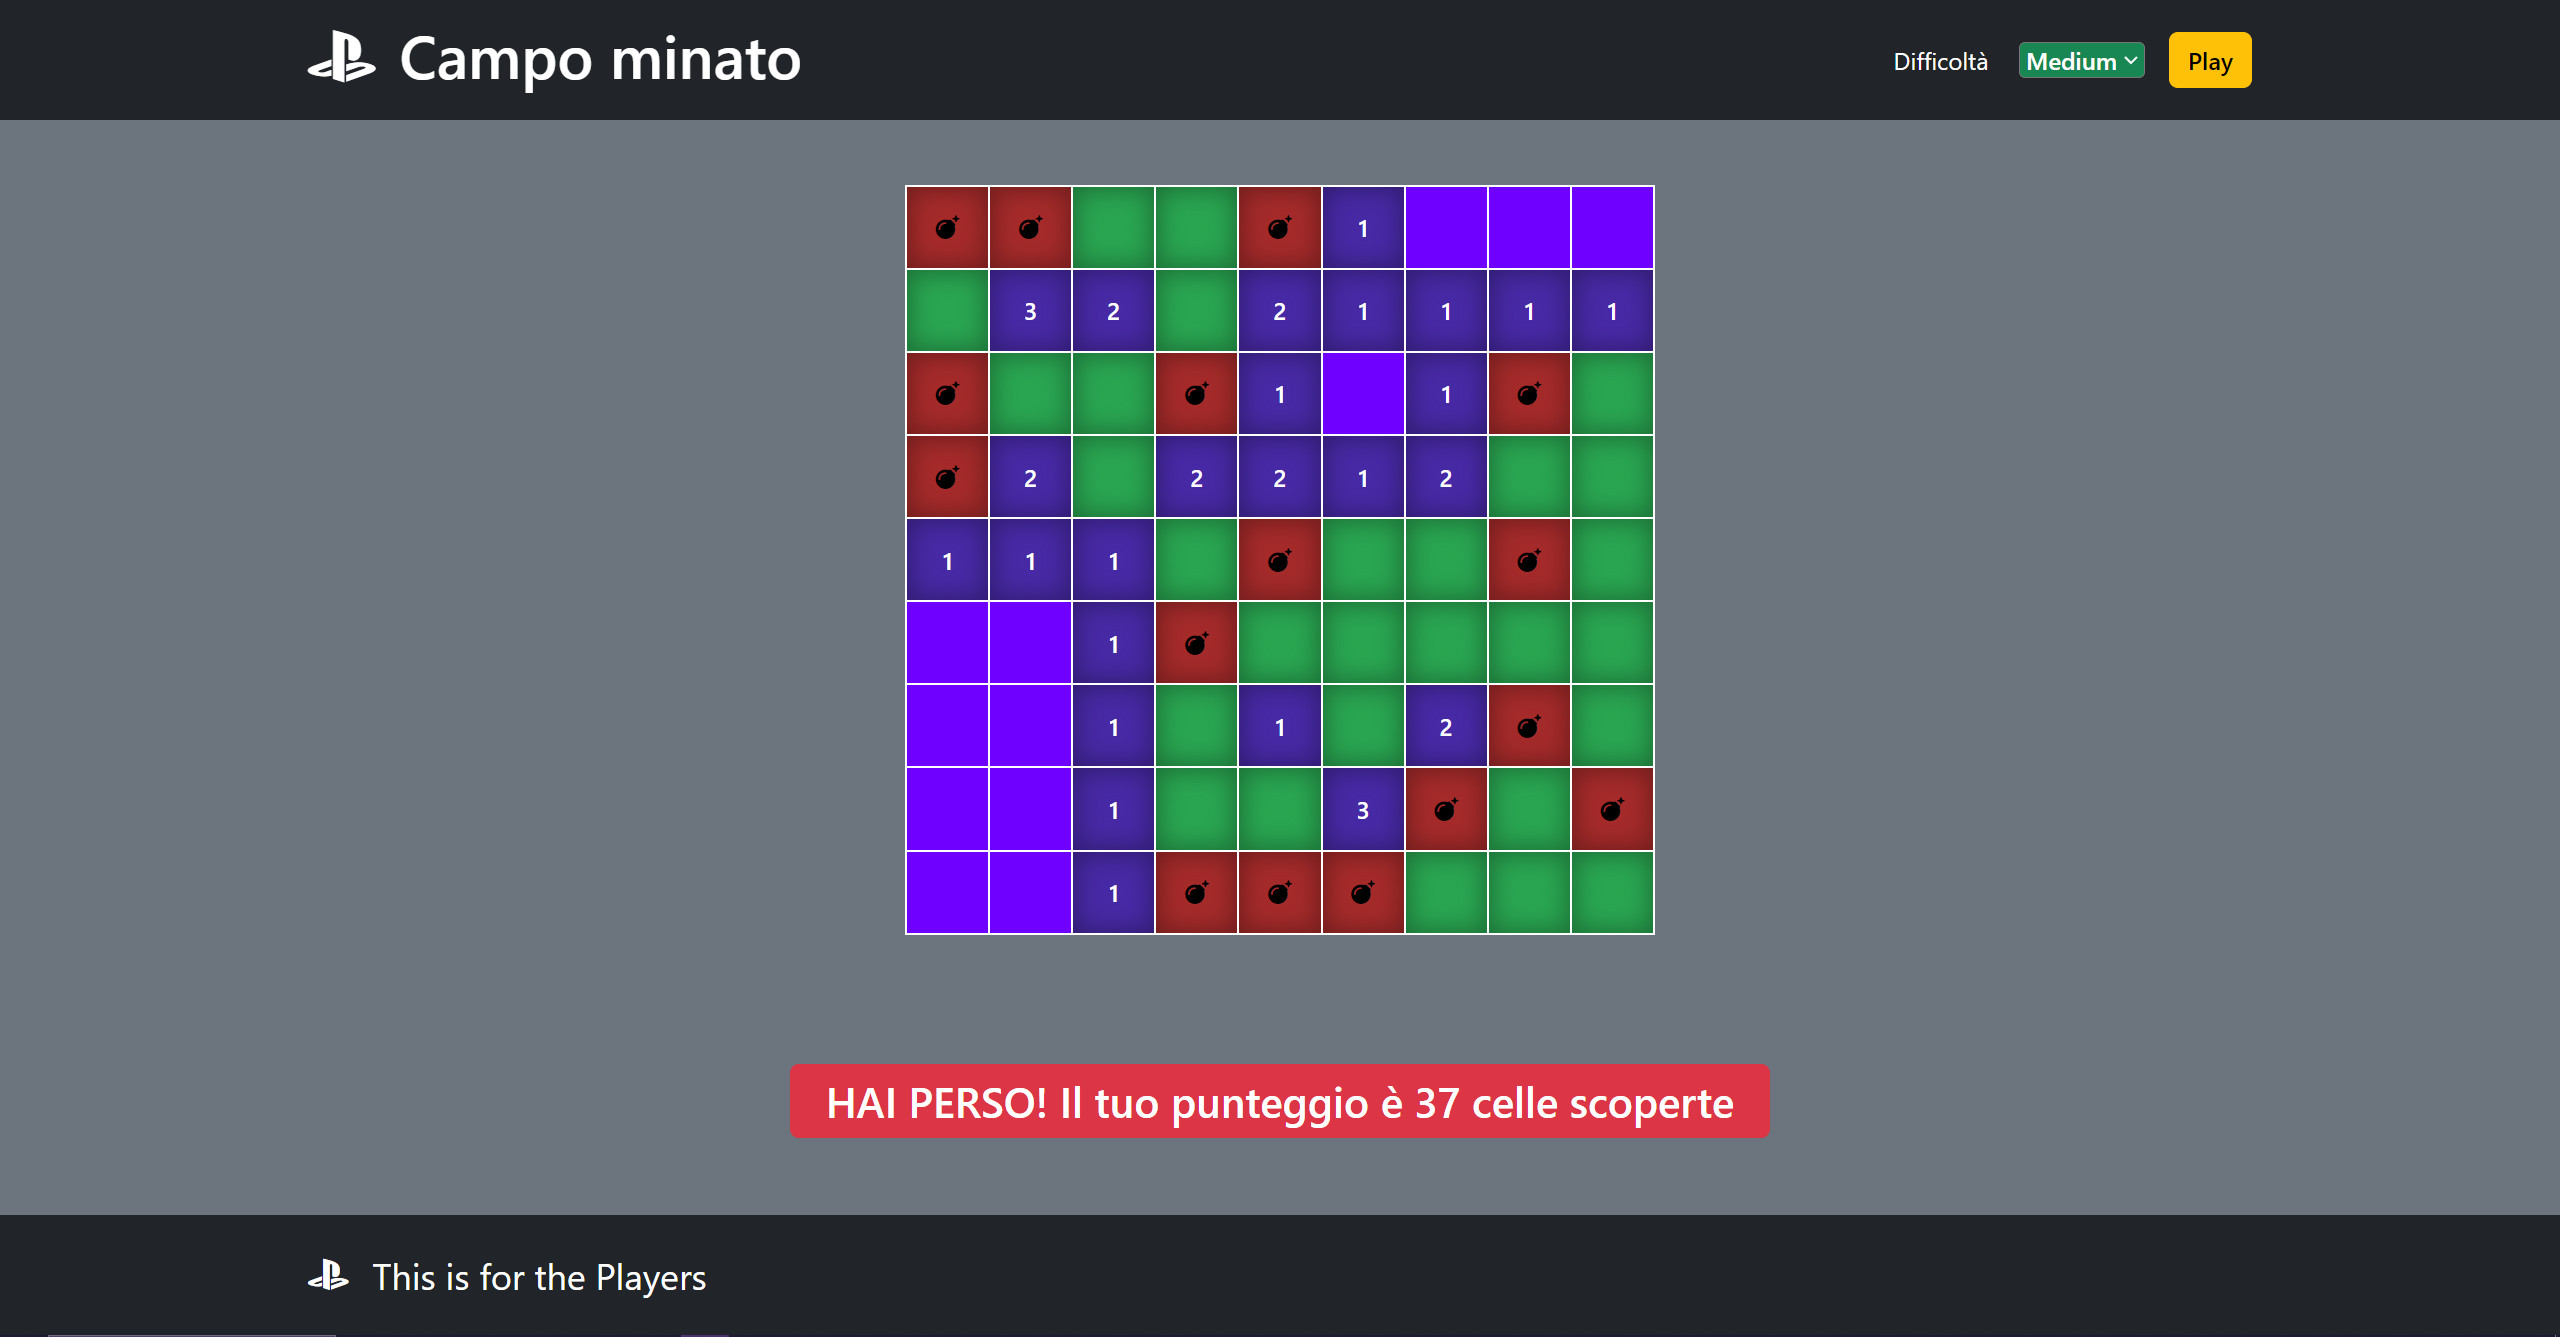 Campo minato
Difficoltà Medium Play
1
3 2 2 1 1 1 1
1 1
2 2 2 1 2
1 1 1
1
1 1 2
1 3
1
HAI PERSO! Il tuo punteggio è 37 celle scoperte
This is for the Players